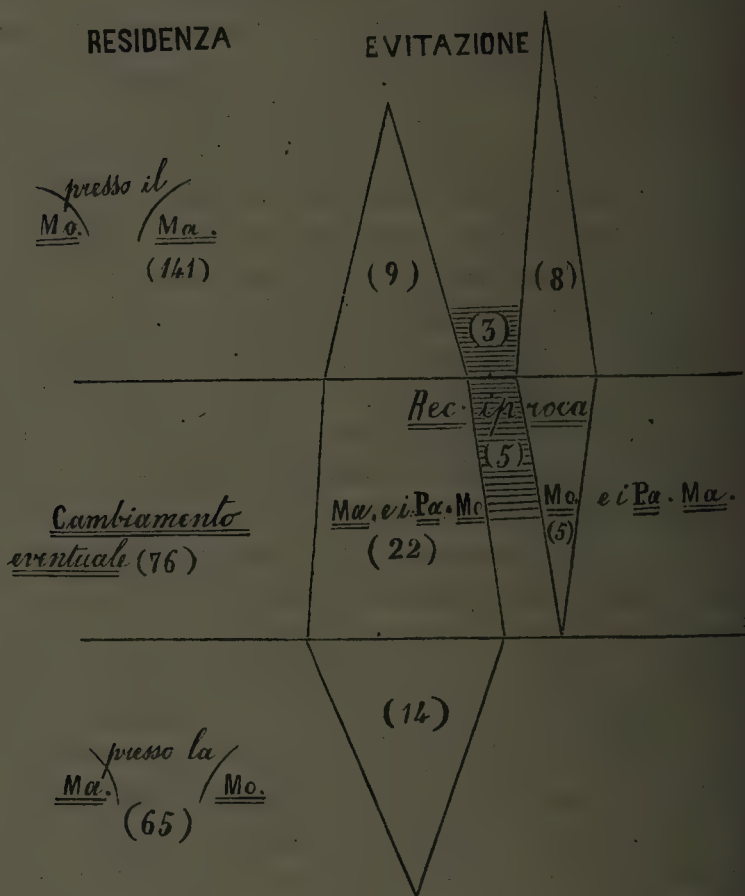 RESIDENZA EVITAZIONE
presso il
Mo. Ma.
(141)
(9) (8)
(3)
Reciproca
(5)
Cambiamento
eventuale (76)
Ma. e i Pa. Mo
(22)
Mo. e i Pa. Ma.
(5)
(14)
presso la
Ma. Mo.
(65)